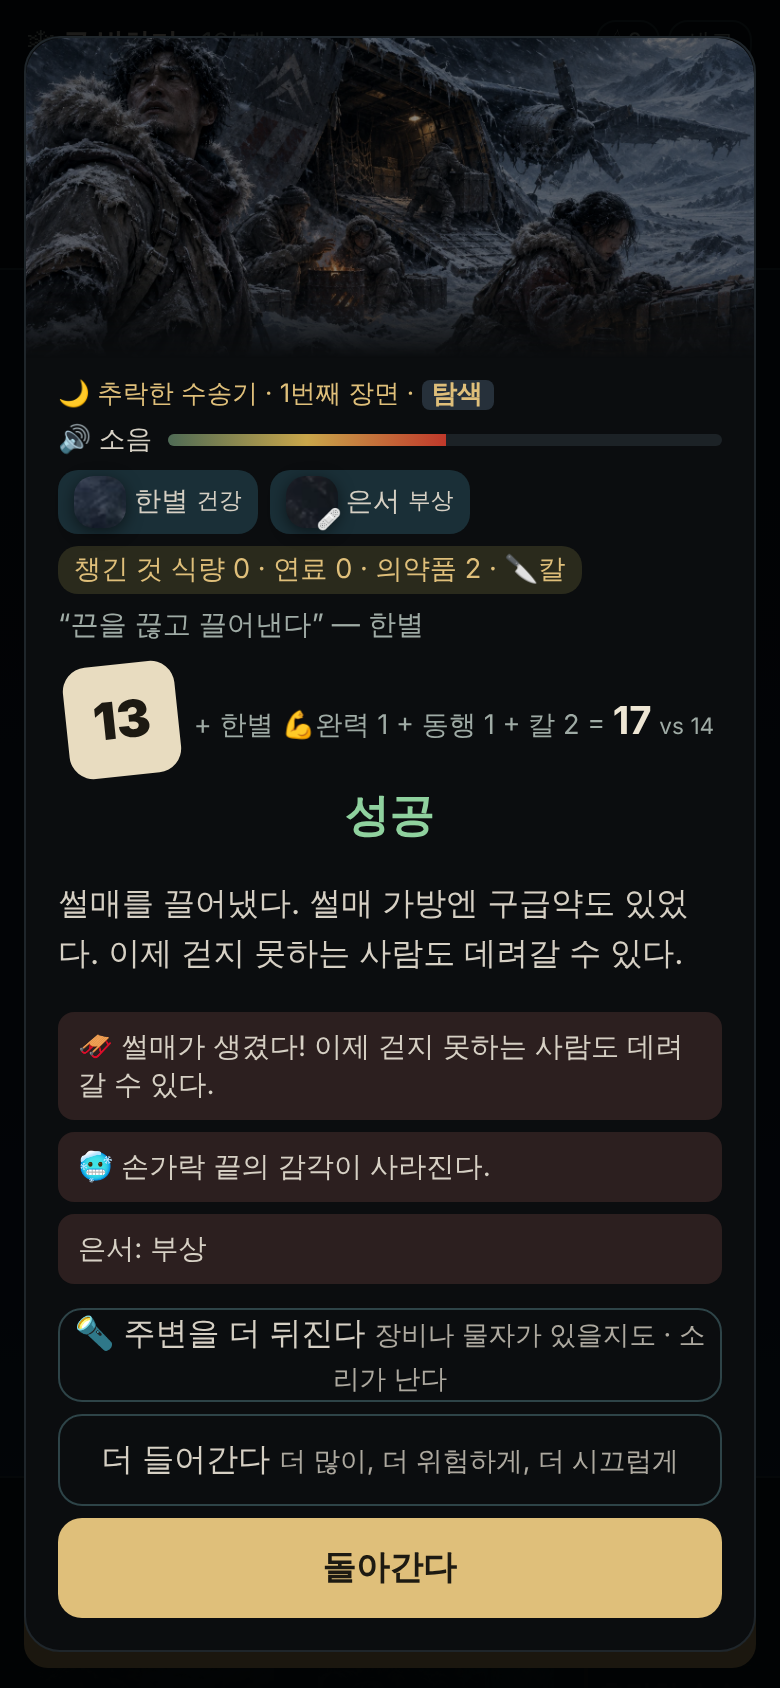 🌙 추락한 수송기 · 1번째 장면 · 탐색
🔊 소음
한별 건강 은서 부상
챙긴 것 식량 0 · 연료 0 · 의약품 2 · 🔪칼
“끈을 끊고 끌어낸다” — 한별
13 + 한별 💪완력 1 + 동행 1 + 칼 2 = 17 vs 14
성공
썰매를 끌어냈다. 썰매 가방엔 구급약도 있었
다. 이제 걷지 못하는 사람도 데려갈 수 있다.
🛷 썰매가 생겼다! 이제 걷지 못하는 사람도 데려
갈 수 있다.
🥶 손가락 끝의 감각이 사라진다.
은서: 부상
🔦 주변을 더 뒤진다 장비나 물자가 있을지도 · 소
리가 난다
더 들어간다 더 많이, 더 위험하게, 더 시끄럽게
돌아간다